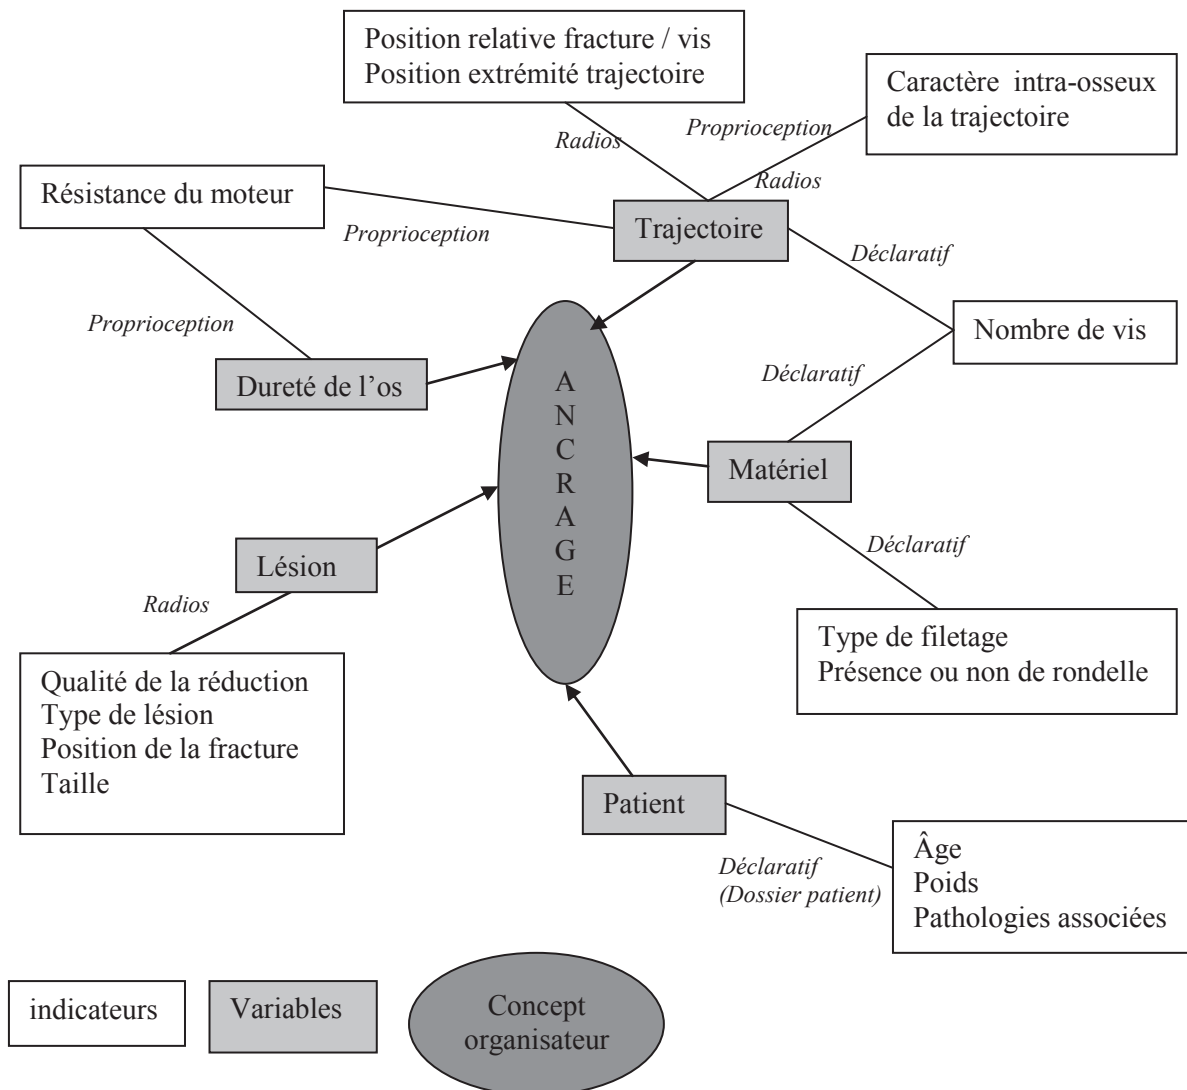 Position relative fracture / vis
Position extrémité trajectoire
Caractère intra-osseux
de la trajectoire
Radios
Proprioception
Radios
Résistance du moteur
Proprioception
Trajectoire
Déclaratif
Proprioception
Nombre de vis
Dureté de l’os
Déclaratif
A
N
C
R
A
G
E
Matériel
Déclaratif
Lésion
Radios
Type de filetage
Présence ou non de rondelle
Qualité de la réduction
Type de lésion
Position de la fracture
Taille
Patient
Déclaratif
(Dossier patient)
Âge
Poids
Pathologies associées
indicateurs
Variables
Concept
organisateur